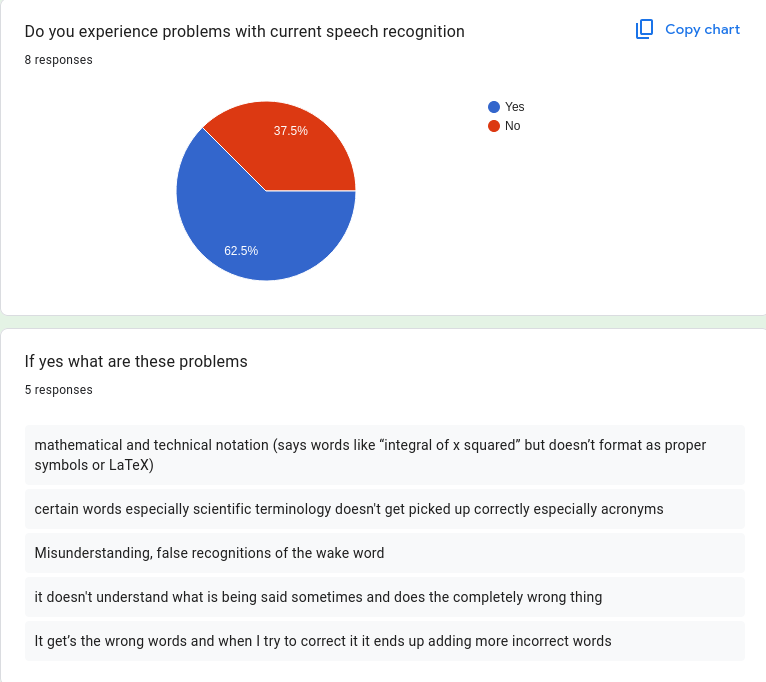 Do you experience problems with current speech recognition
Copy chart
8 responses
Yes
No
37.5%
62.5%
If yes what are these problems
5 responses
mathematical and technical notation (says words like “integral of x squared” but doesn’t format as proper
symbols or LaTeX)
certain words especially scientific terminology doesn't get picked up correctly especially acronyms
Misunderstanding, false recognitions of the wake word
it doesn't understand what is being said sometimes and does the completely wrong thing
It get’s the wrong words and when I try to correct it it ends up adding more incorrect words